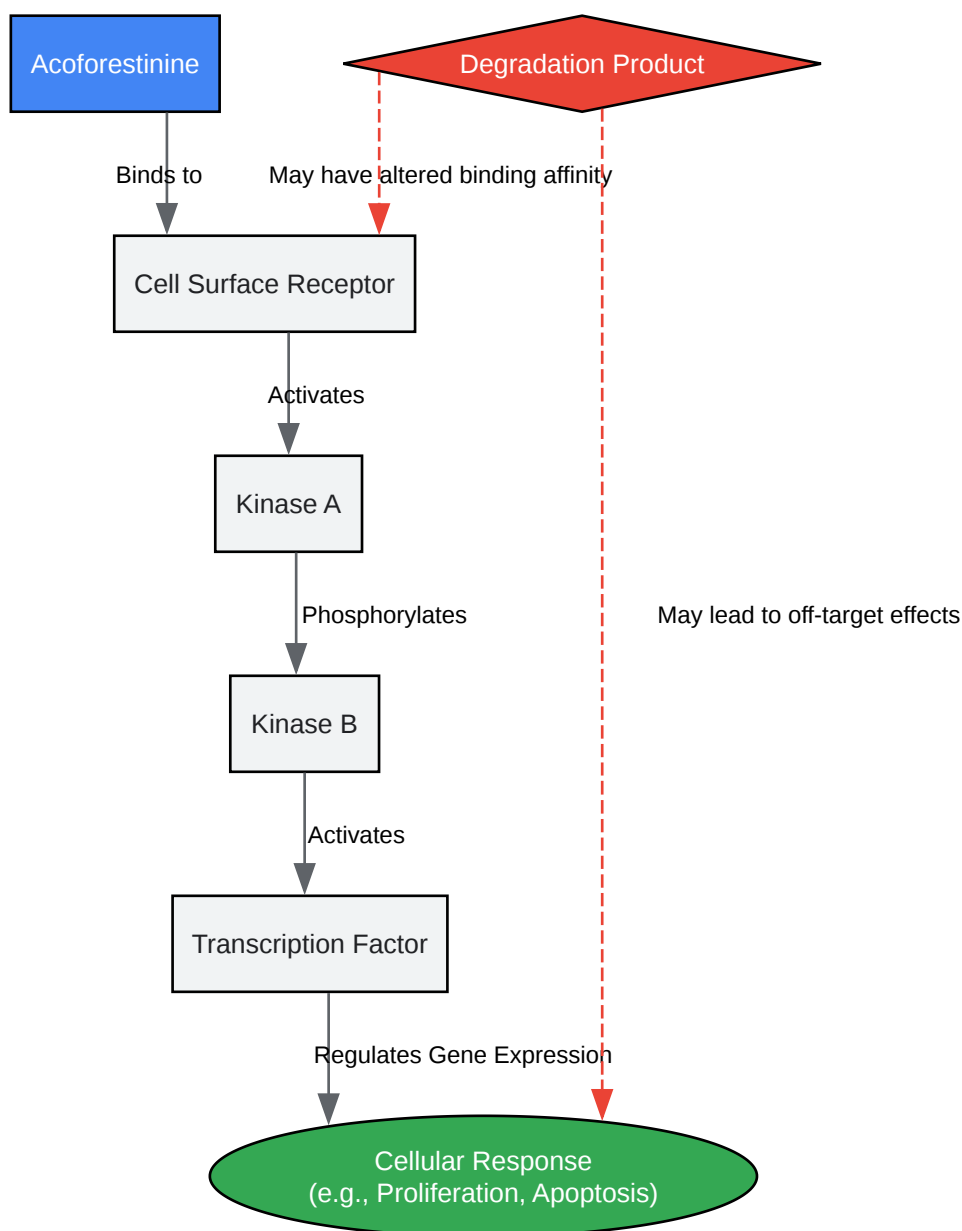 Acoforestinine
Degradation Product
Binds to
May have altered binding affinity
Cell Surface Receptor
Activates
Kinase A
Phosphorylates
May lead to off-target effects
Kinase B
Activates
Transcription Factor
Regulates Gene Expression
Cellular Response
(e.g., Proliferation, Apoptosis)